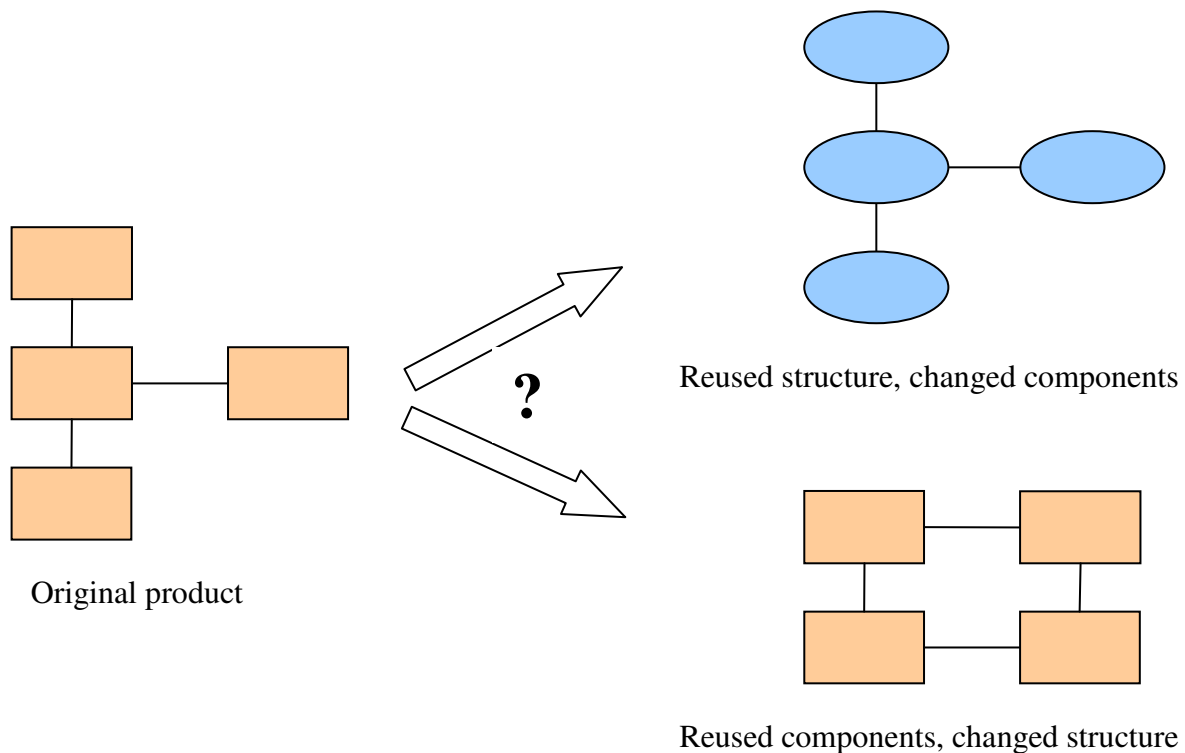 Reused structure, changed components
?
Original product
Reused components, changed structure